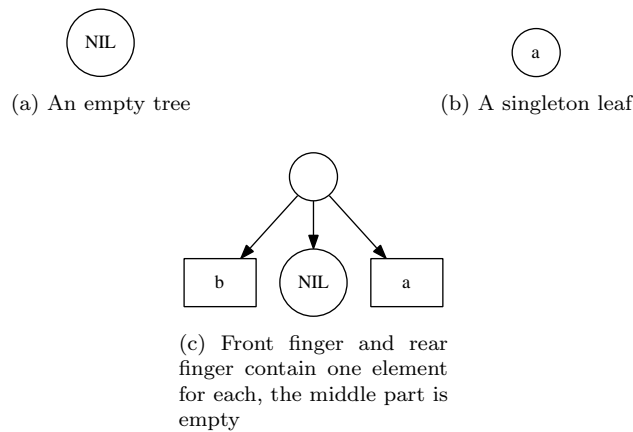 NIL
a
(a) An empty tree
(b) A singleton leaf
b
NIL
a
(c) Front finger and rear
finger contain one element
for each, the middle part is
empty